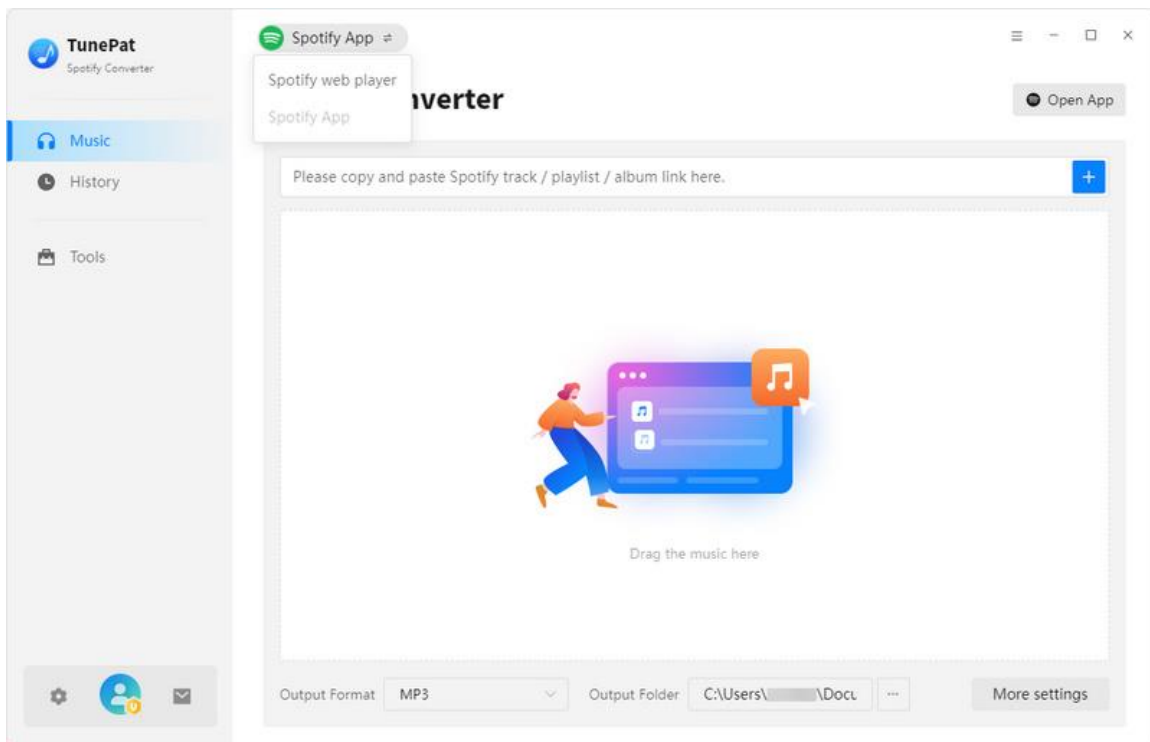 TunePat
Spotify Converter
Music
History
Tools
Spotify App
Spotify web player
Spotify App
nverter
Open App
Please copy and paste Spotify track / playlist / album link here.
Drag the music here
Output Format MP3 Output Folder C:\Users\ \Docu ... More settings